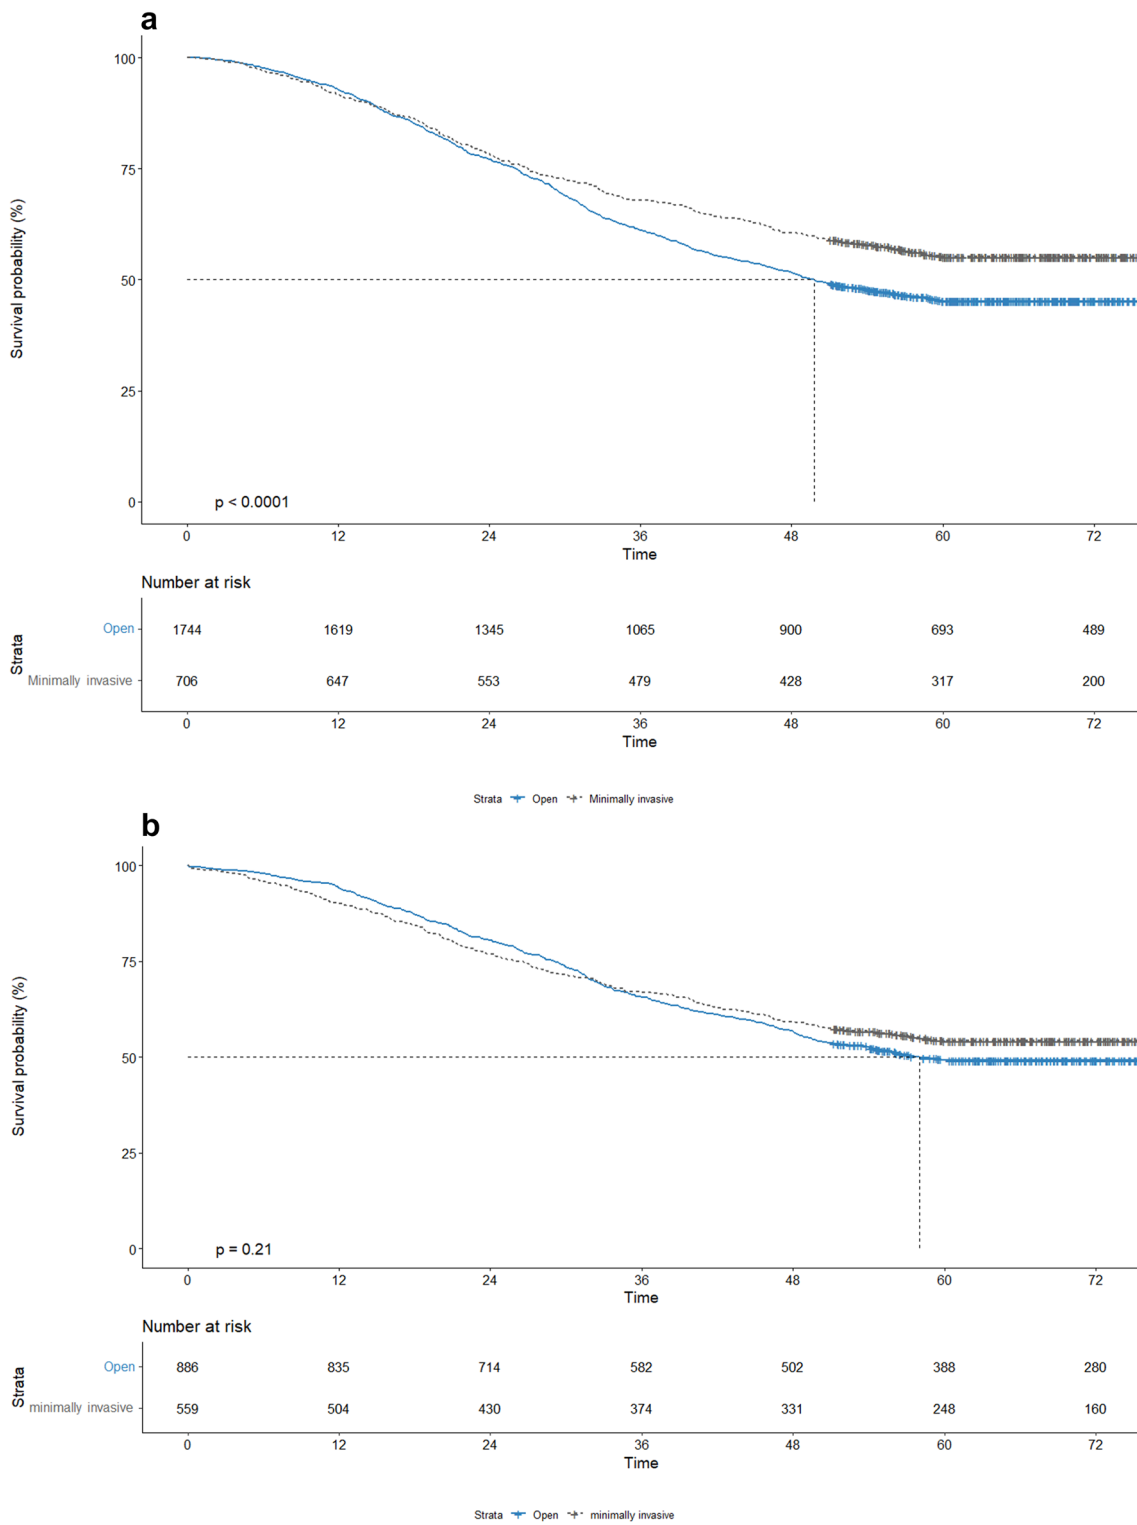 a
Survival probability (%)
100
75
50
25
0
p < 0.0001
0 12 24 36 48 60 72
Time
Number at risk
Strata
Open 1744 1619 1345 1065 900 693 489
Minimally invasive 706 647 553 479 428 317 200
0 12 24 36 48 60 72
Time
Strata Open Minimally invasive
b
Survival probability (%)
100
75
50
25
0
p = 0.21
0 12 24 36 48 60 72
Time
Number at risk
Strata
Open 886 835 714 582 502 388 280
minimally invasive 559 504 430 374 331 248 160
0 12 24 36 48 60 72
Time
Strata Open minimally invasive